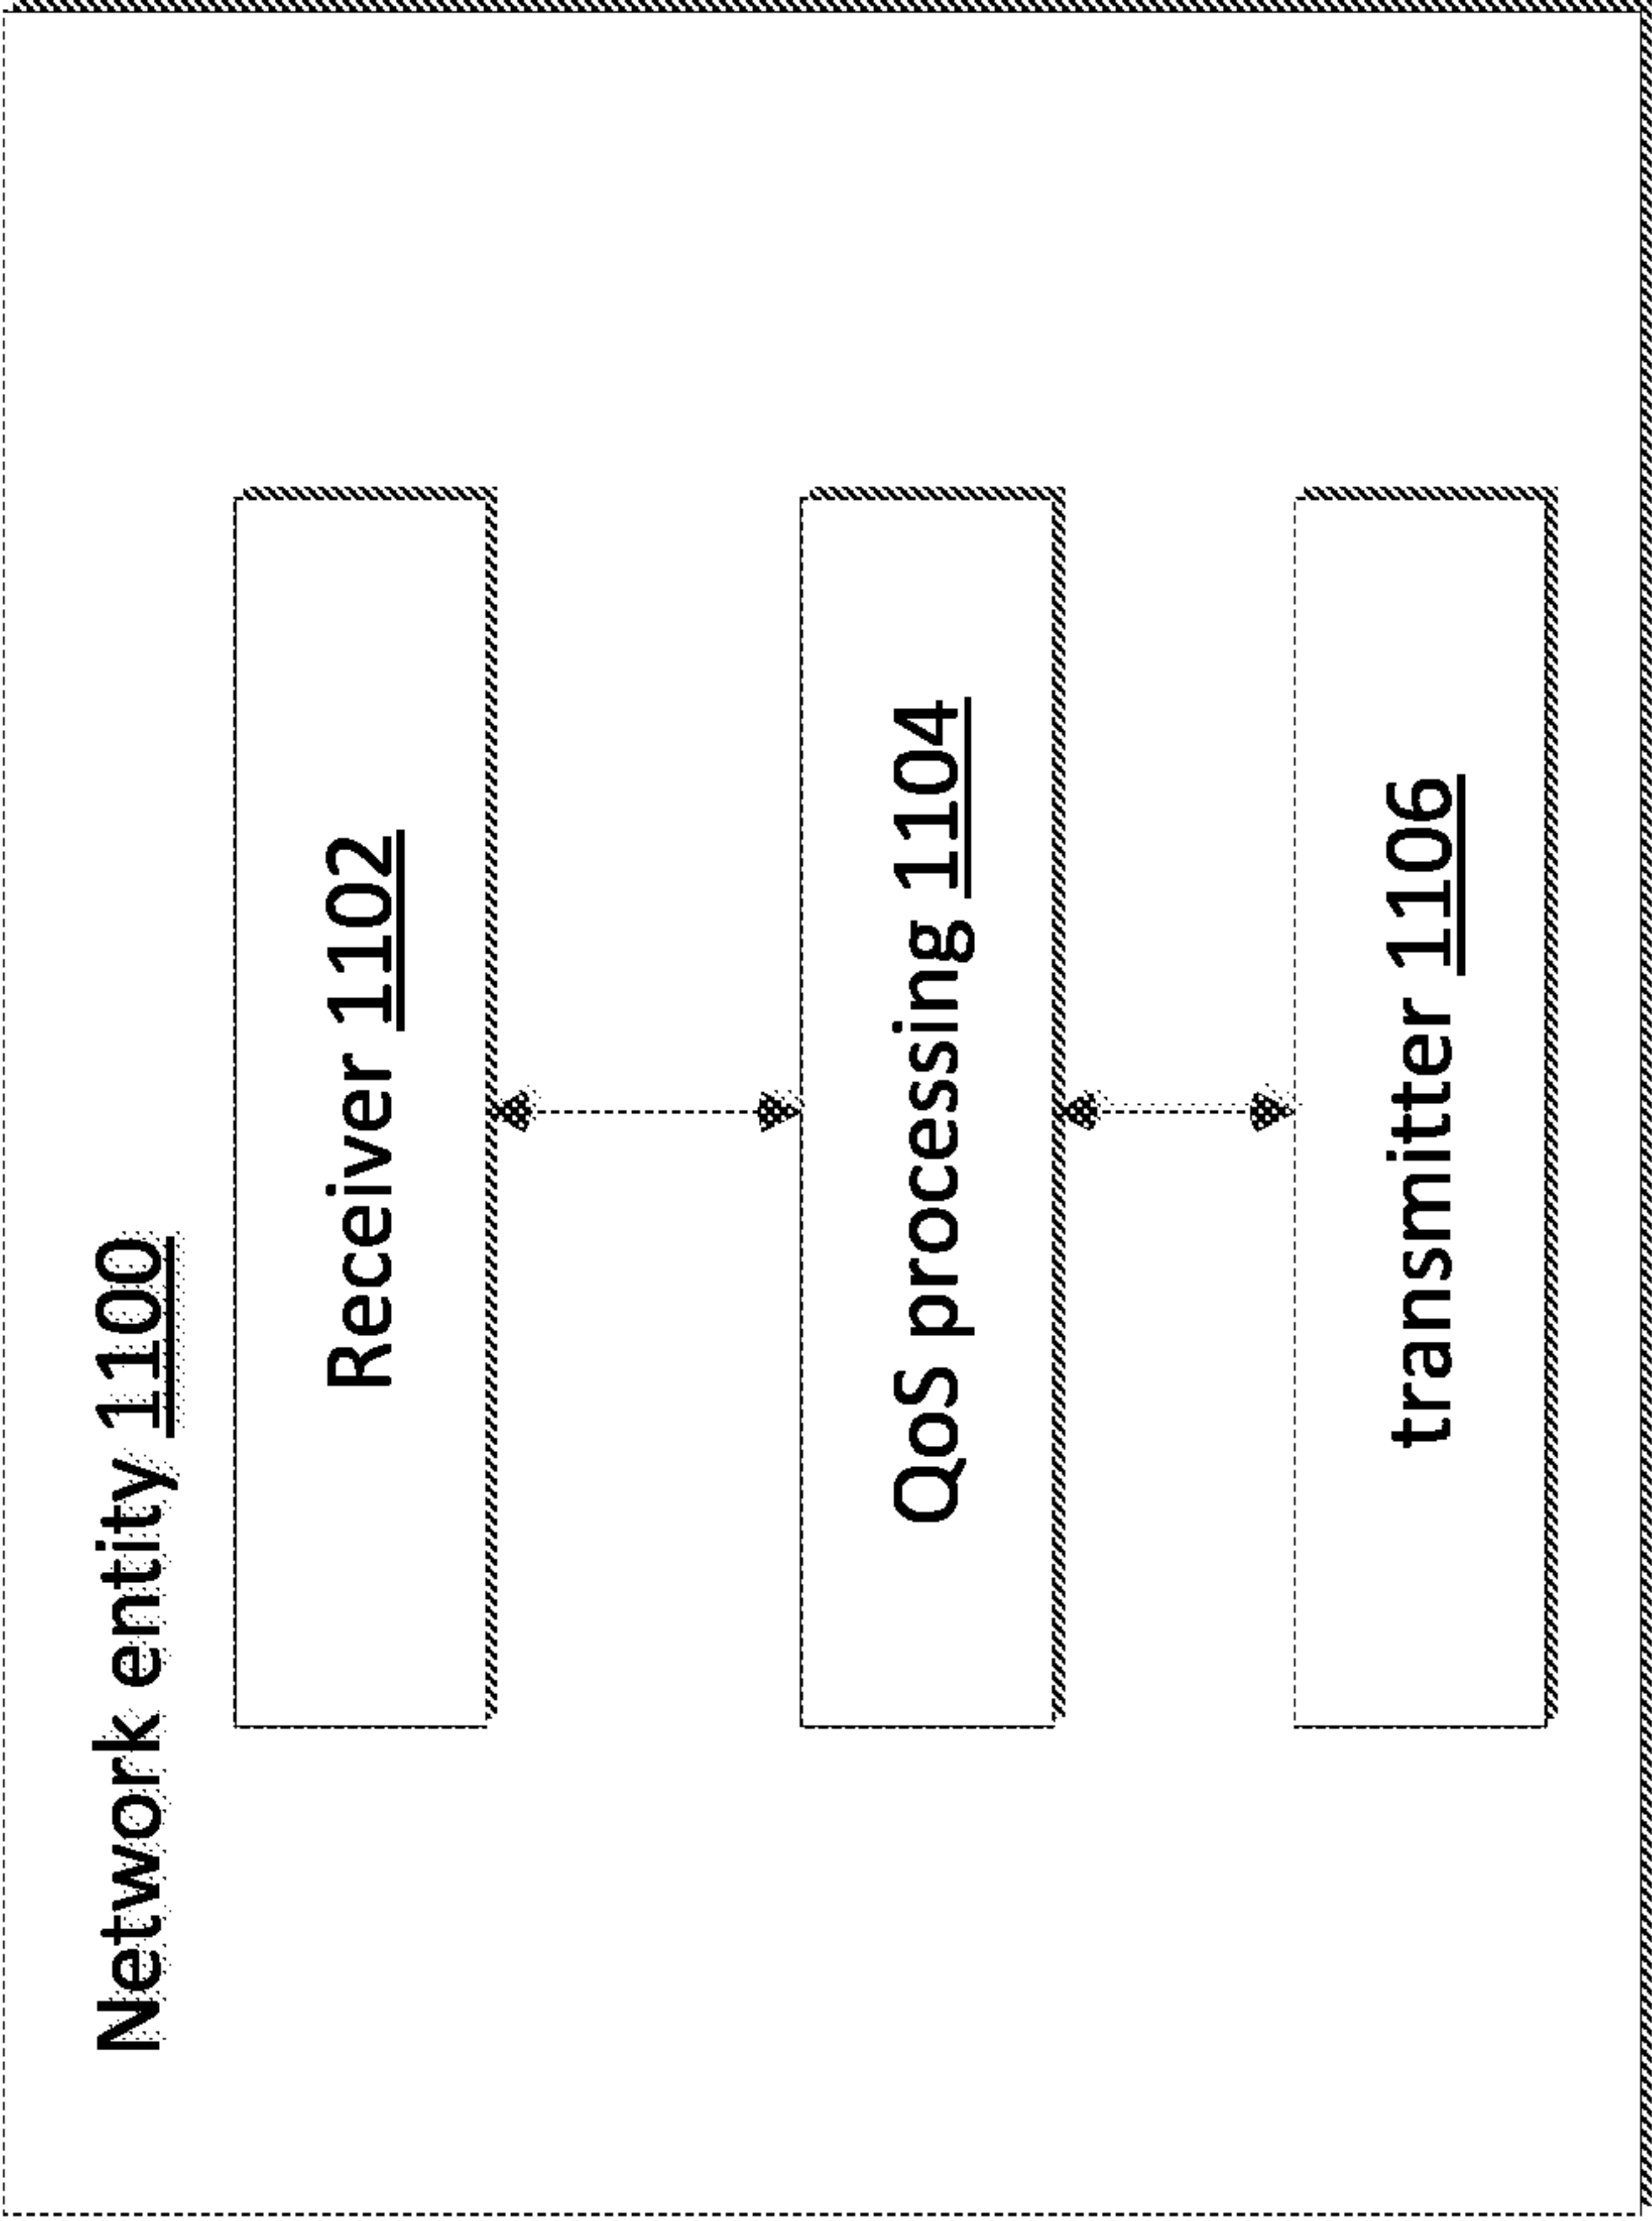 Network entity 1100
Receiver 1102
QoS processing 1104
transmitter 1106